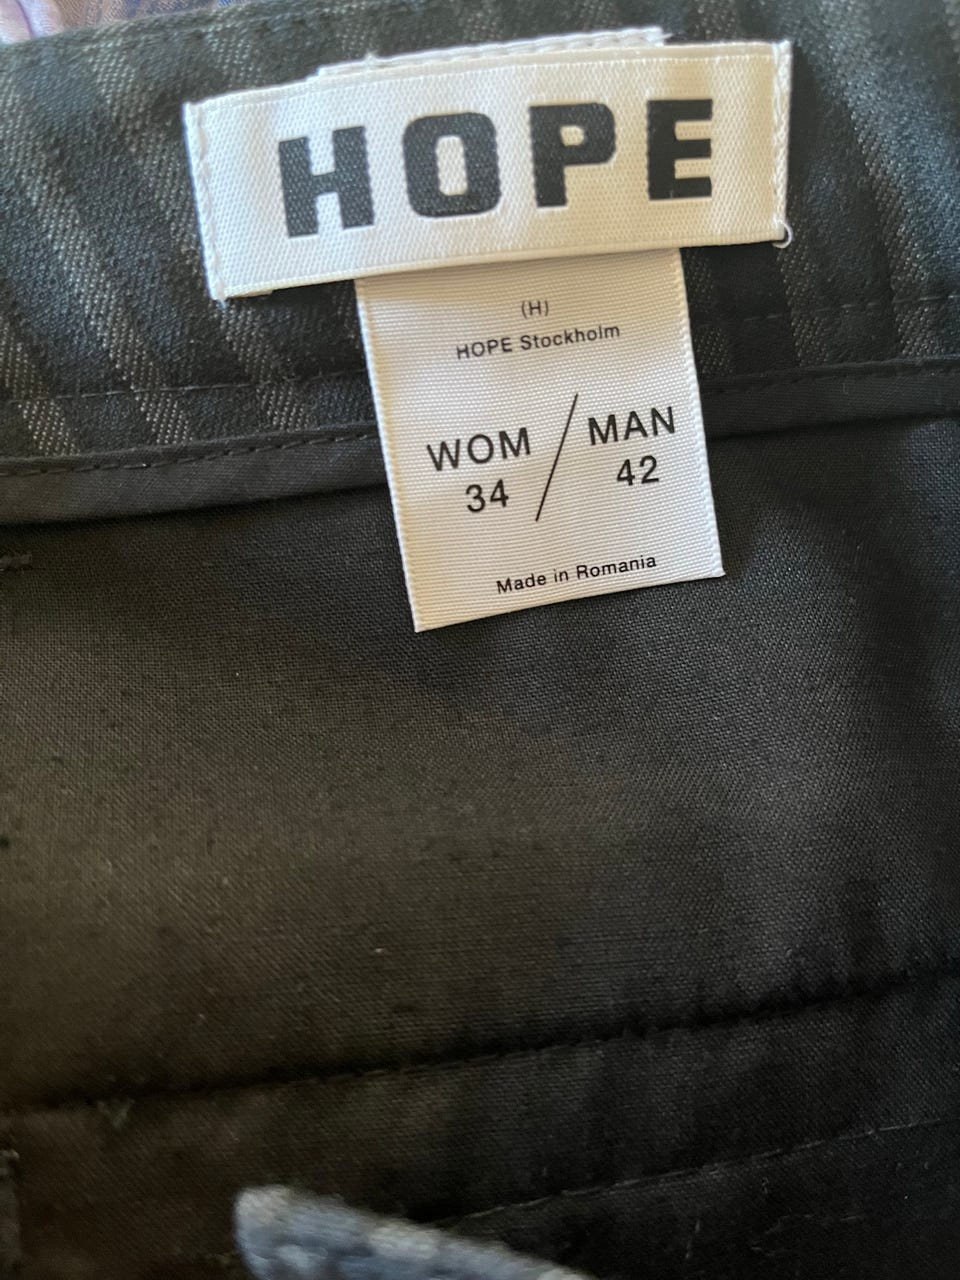 HOPE
(H)
HOPE Stockholm
WOM / MAN
34 / 42
Made in Romania